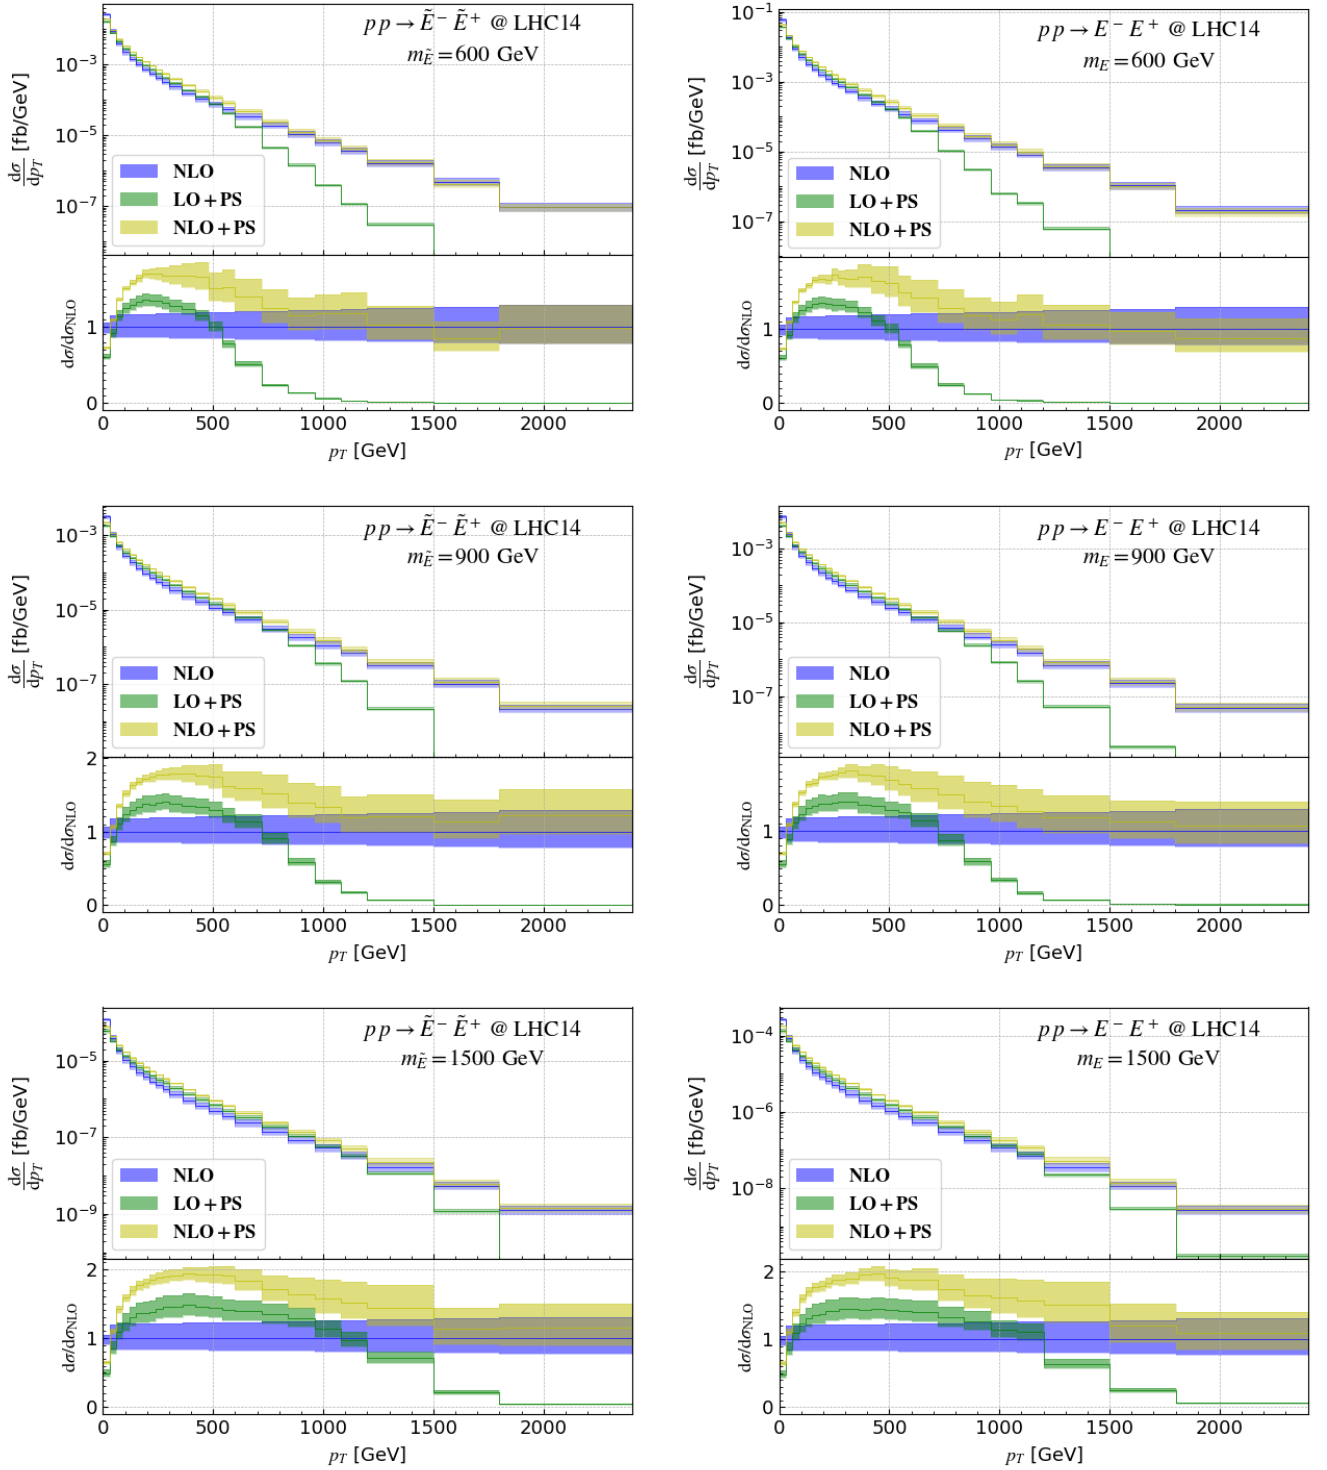 p p → Ẽ⁻ Ẽ⁺ @ LHC14
m_Ẽ = 600 GeV
10⁻³
10⁻⁵
10⁻⁷
dσ/dp_T [fb/GeV]
NLO
LO+PS
NLO+PS
1
0
dσ/dσ_NLO
0 500 1000 1500 2000
p_T [GeV]
p p → E⁻ E⁺ @ LHC14
m_E = 600 GeV
10⁻¹
10⁻³
10⁻⁵
10⁻⁷
dσ/dp_T [fb/GeV]
NLO
LO+PS
NLO+PS
1
0
dσ/dσ_NLO
0 500 1000 1500 2000
p_T [GeV]
p p → Ẽ⁻ Ẽ⁺ @ LHC14
m_Ẽ = 900 GeV
10⁻³
10⁻⁵
10⁻⁷
dσ/dp_T [fb/GeV]
NLO
LO+PS
NLO+PS
2
1
0
dσ/dσ_NLO
0 500 1000 1500 2000
p_T [GeV]
p p → E⁻ E⁺ @ LHC14
m_E = 900 GeV
10⁻³
10⁻⁵
10⁻⁷
dσ/dp_T [fb/GeV]
NLO
LO+PS
NLO+PS
1
0
dσ/dσ_NLO
0 500 1000 1500 2000
p_T [GeV]
p p → Ẽ⁻ Ẽ⁺ @ LHC14
m_Ẽ = 1500 GeV
10⁻⁵
10⁻⁷
10⁻⁹
dσ/dp_T [fb/GeV]
NLO
LO+PS
NLO+PS
2
1
0
dσ/dσ_NLO
0 500 1000 1500 2000
p_T [GeV]
p p → E⁻ E⁺ @ LHC14
m_E = 1500 GeV
10⁻⁴
10⁻⁶
10⁻⁸
dσ/dp_T [fb/GeV]
NLO
LO+PS
NLO+PS
2
1
0
dσ/dσ_NLO
0 500 1000 1500 2000
p_T [GeV]